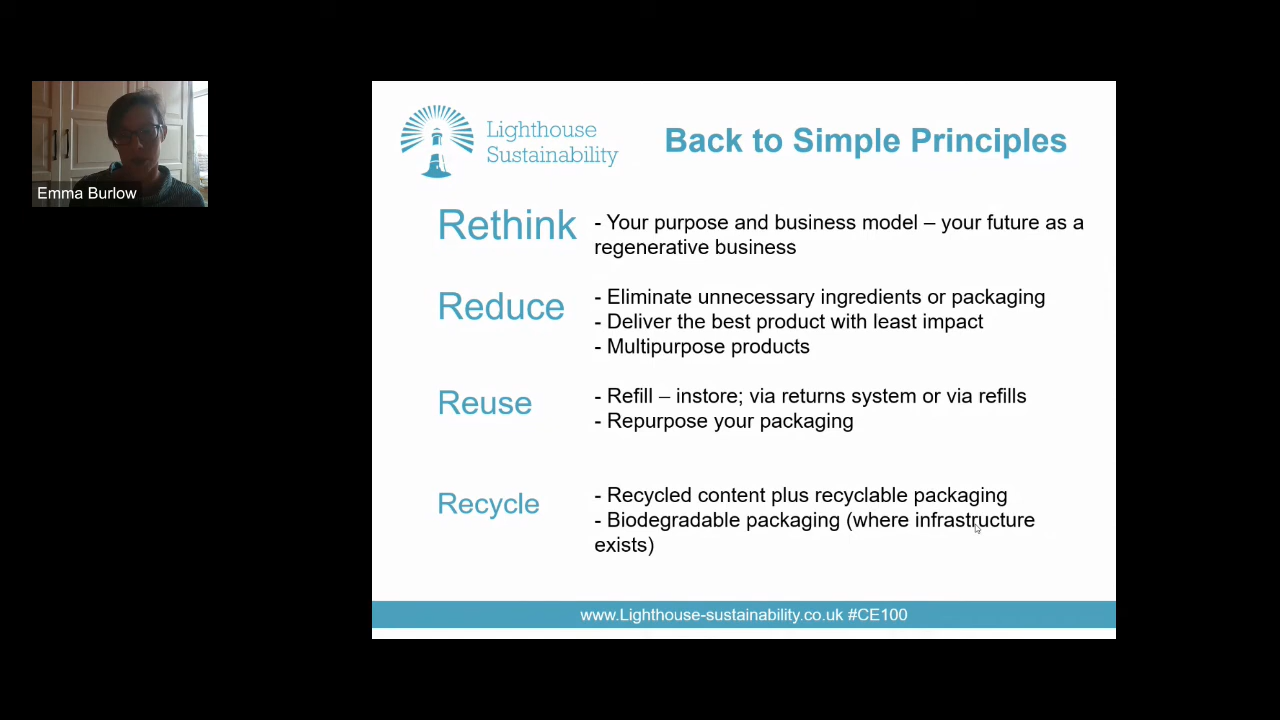 Lighthouse
Sustainability
Back to Simple Principles
Emma Burlow
Rethink
- Your purpose and business model – your future as a
regenerative business
Reduce
- Eliminate unnecessary ingredients or packaging
- Deliver the best product with least impact
- Multipurpose products
Reuse
- Refill – instore; via returns system or via refills
- Repurpose your packaging
Recycle
- Recycled content plus recyclable packaging
- Biodegradable packaging (where infrastructure
exists)
www.Lighthouse-sustainability.co.uk #CE100